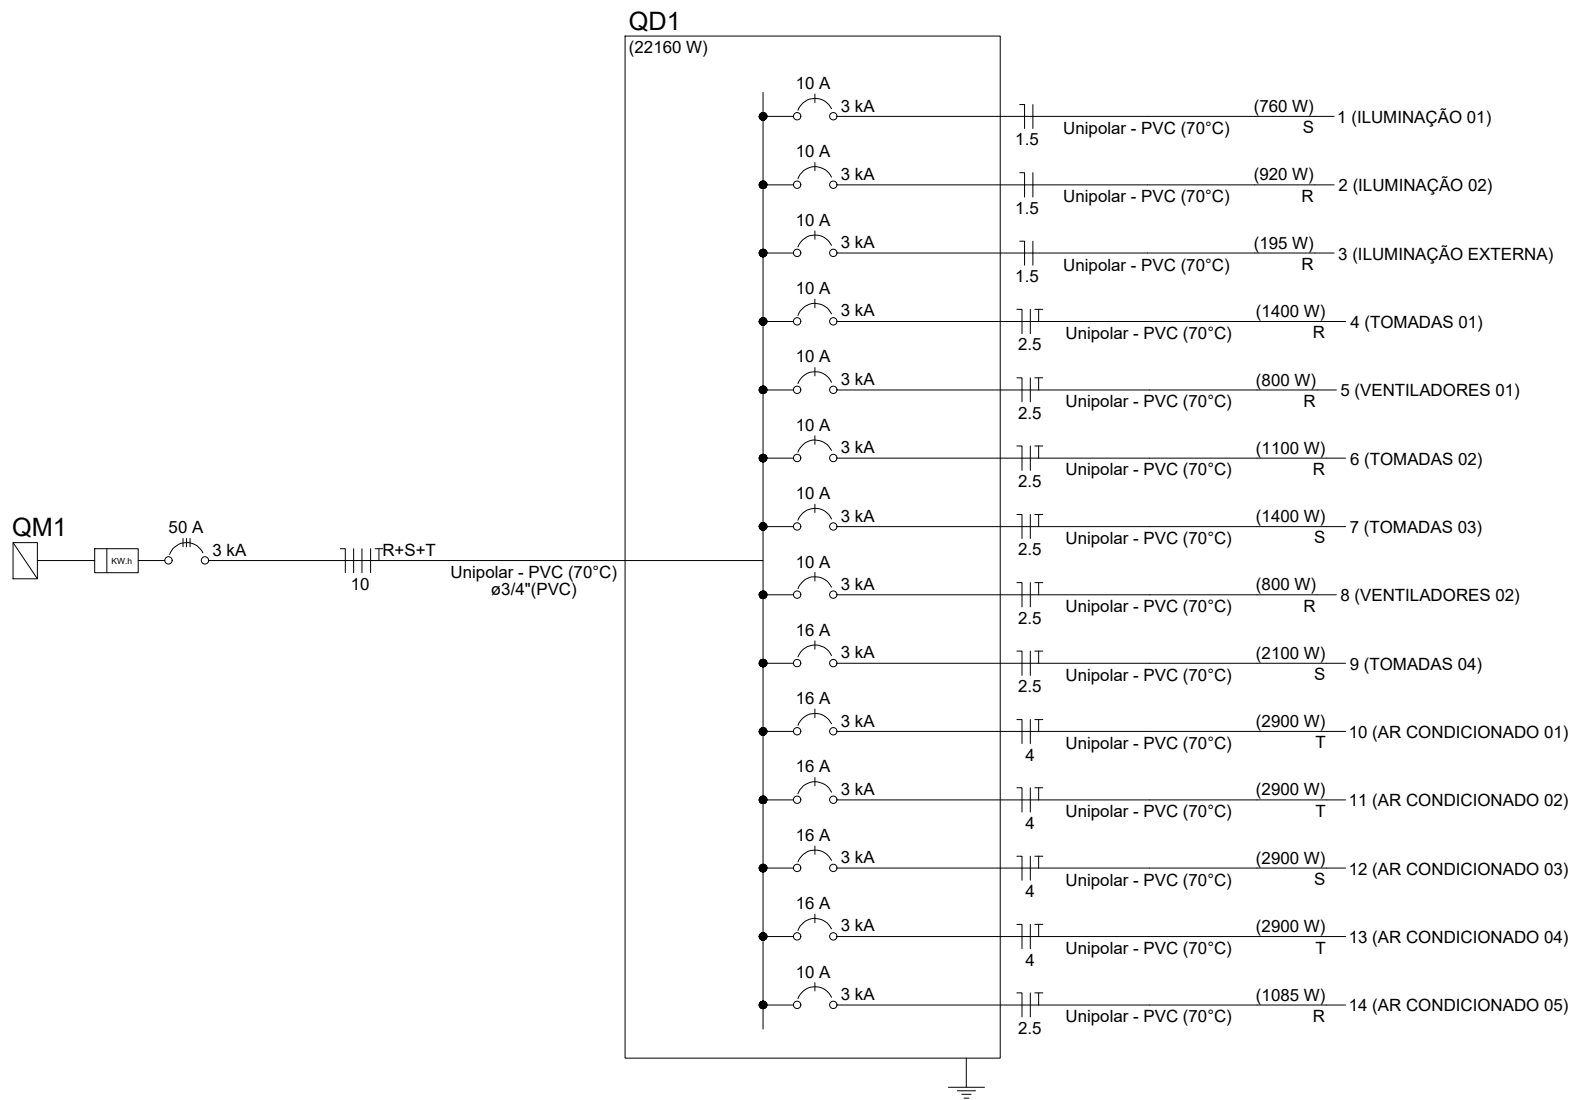 QD1
(22160 W)
10 A
3 kA
1.5
Unipolar - PVC (70°C)
(760 W)
S
1 (ILUMINAÇÃO 01)
10 A
3 kA
1.5
Unipolar - PVC (70°C)
(920 W)
R
2 (ILUMINAÇÃO 02)
10 A
3 kA
1.5
Unipolar - PVC (70°C)
(195 W)
R
3 (ILUMINAÇÃO EXTERNA)
10 A
3 kA
2.5
Unipolar - PVC (70°C)
(1400 W)
R
4 (TOMADAS 01)
10 A
3 kA
2.5
Unipolar - PVC (70°C)
(800 W)
R
5 (VENTILADORES 01)
10 A
3 kA
2.5
Unipolar - PVC (70°C)
(1100 W)
R
6 (TOMADAS 02)
10 A
3 kA
2.5
Unipolar - PVC (70°C)
(1400 W)
S
7 (TOMADAS 03)
QM1
KW.h
50 A
3 kA
R+S+T
10
Unipolar - PVC (70°C)
ø3/4"(PVC)
10 A
3 kA
2.5
Unipolar - PVC (70°C)
(800 W)
R
8 (VENTILADORES 02)
16 A
3 kA
2.5
Unipolar - PVC (70°C)
(2100 W)
S
9 (TOMADAS 04)
16 A
3 kA
4
Unipolar - PVC (70°C)
(2900 W)
T
10 (AR CONDICIONADO 01)
16 A
3 kA
4
Unipolar - PVC (70°C)
(2900 W)
T
11 (AR CONDICIONADO 02)
16 A
3 kA
4
Unipolar - PVC (70°C)
(2900 W)
S
12 (AR CONDICIONADO 03)
16 A
3 kA
4
Unipolar - PVC (70°C)
(2900 W)
T
13 (AR CONDICIONADO 04)
10 A
3 kA
2.5
Unipolar - PVC (70°C)
(1085 W)
R
14 (AR CONDICIONADO 05)